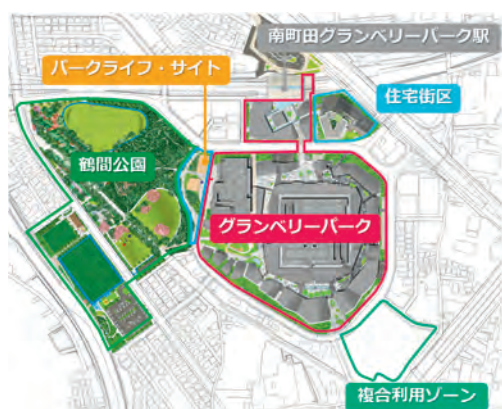 南町田グランベリーパーク駅
パークライフ・サイト
住宅街区
鶴間公園
グランベリーパーク
複合利用ゾーン